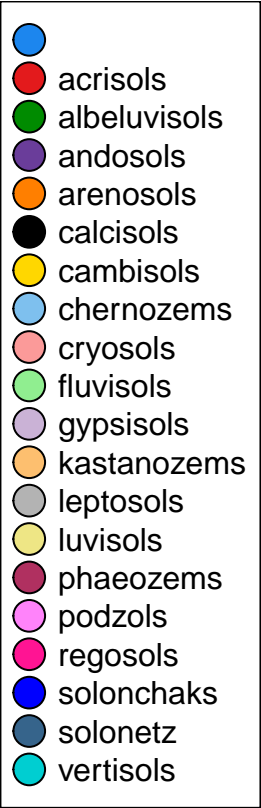 acrisols
albeluvisols
andosols
arenosols
calcisols
cambisols
chernozems
cryosols
fluvisols
gypsisols
kastanozems
leptosols
luvisols
phaeozems
podzols
regosols
solonchaks
solonetz
vertisols